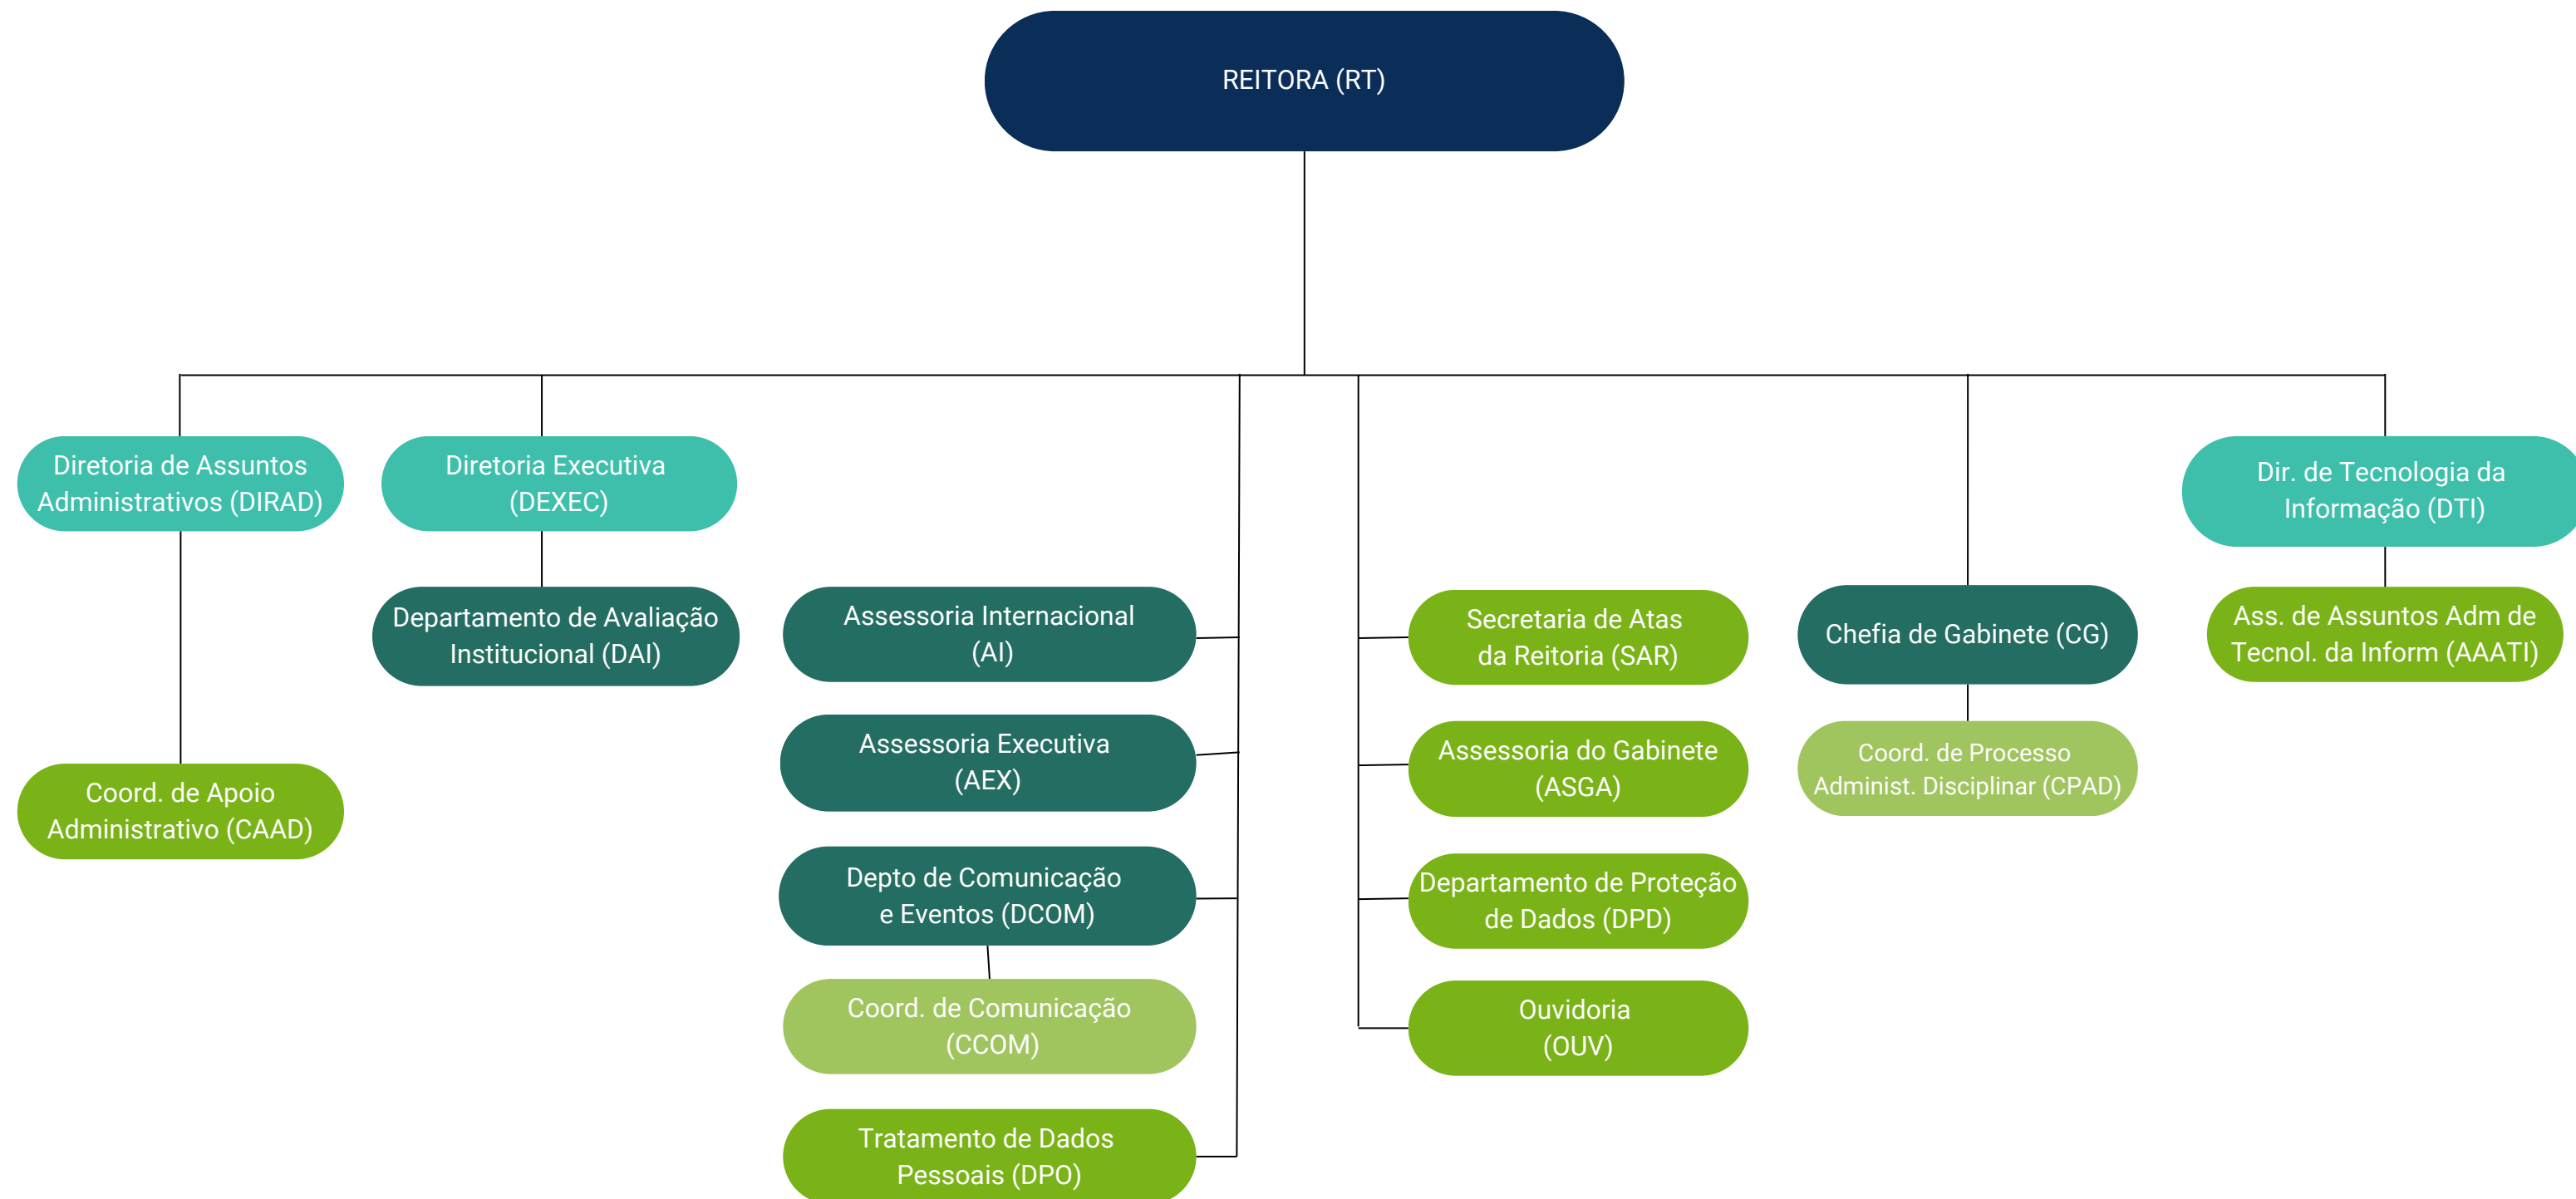 REITORA (RT)
Diretoria de Assuntos
Administrativos (DIRAD)
Diretoria Executiva
(DEXEC)
Dir. de Tecnologia da
Informação (DTI)
Departamento de Avaliação
Institucional (DAI)
Assessoria Internacional
(AI)
Secretaria de Atas
da Reitoria (SAR)
Chefia de Gabinete (CG)
Ass. de Assuntos Adm de
Tecnol. da Inform (AAATI)
Assessoria Executiva
(AEX)
Assessoria do Gabinete
(ASGA)
Coord. de Processo
Administ. Disciplinar (CPAD)
Coord. de Apoio
Administrativo (CAAD)
Depto de Comunicação
e Eventos (DCOM)
Departamento de Proteção
de Dados (DPD)
Coord. de Comunicação
(CCOM)
Ouvidoria
(OUV)
Tratamento de Dados
Pessoais (DPO)